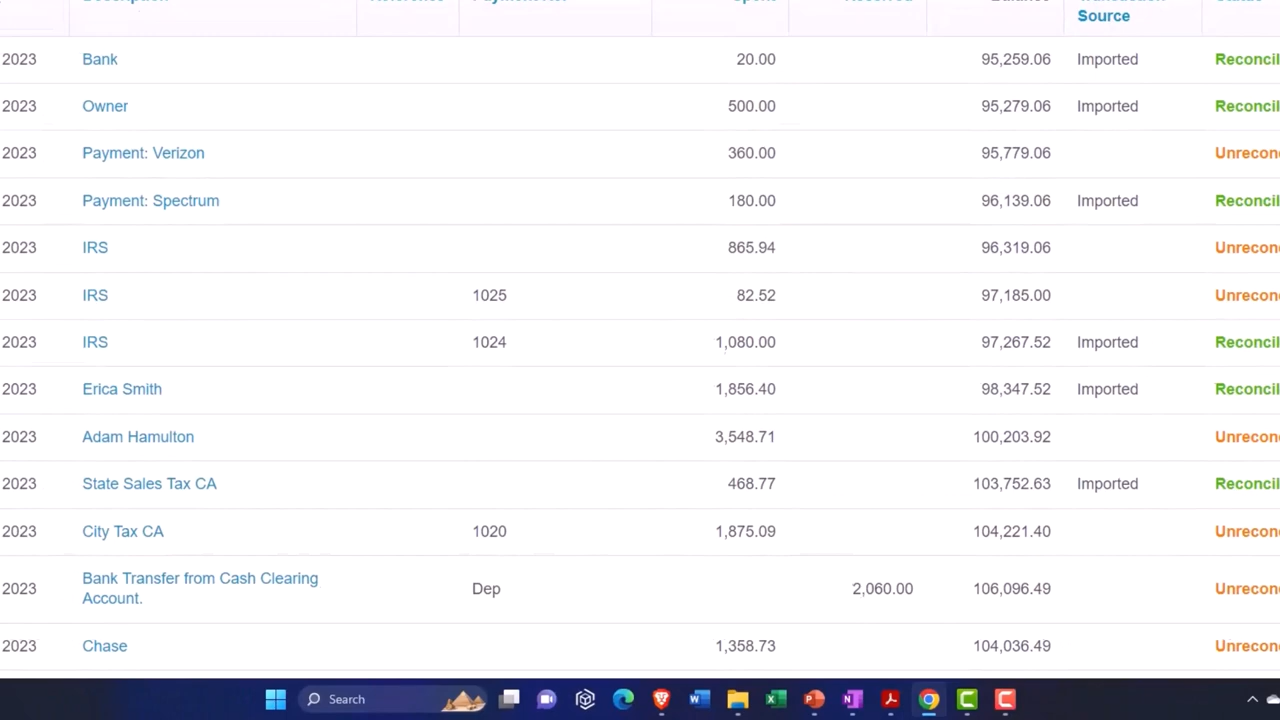 Source
2023 Bank 20.00 95,259.06 Imported Reconcil
2023 Owner 500.00 95,279.06 Imported Reconcil
2023 Payment: Verizon 360.00 95,779.06 Unrecon
2023 Payment: Spectrum 180.00 96,139.06 Imported Reconcil
2023 IRS 865.94 96,319.06 Unrecon
2023 IRS 1025 82.52 97,185.00 Unrecon
2023 IRS 1024 1,080.00 97,267.52 Imported Reconcil
2023 Erica Smith 1,856.40 98,347.52 Imported Reconcil
2023 Adam Hamulton 3,548.71 100,203.92 Unrecon
2023 State Sales Tax CA 468.77 103,752.63 Imported Reconcil
2023 City Tax CA 1020 1,875.09 104,221.40 Unrecon
2023 Bank Transfer from Cash Clearing Dep 2,060.00 106,096.49 Unrecon
Account.
2023 Chase 1,358.73 104,036.49 Unrecon
Search